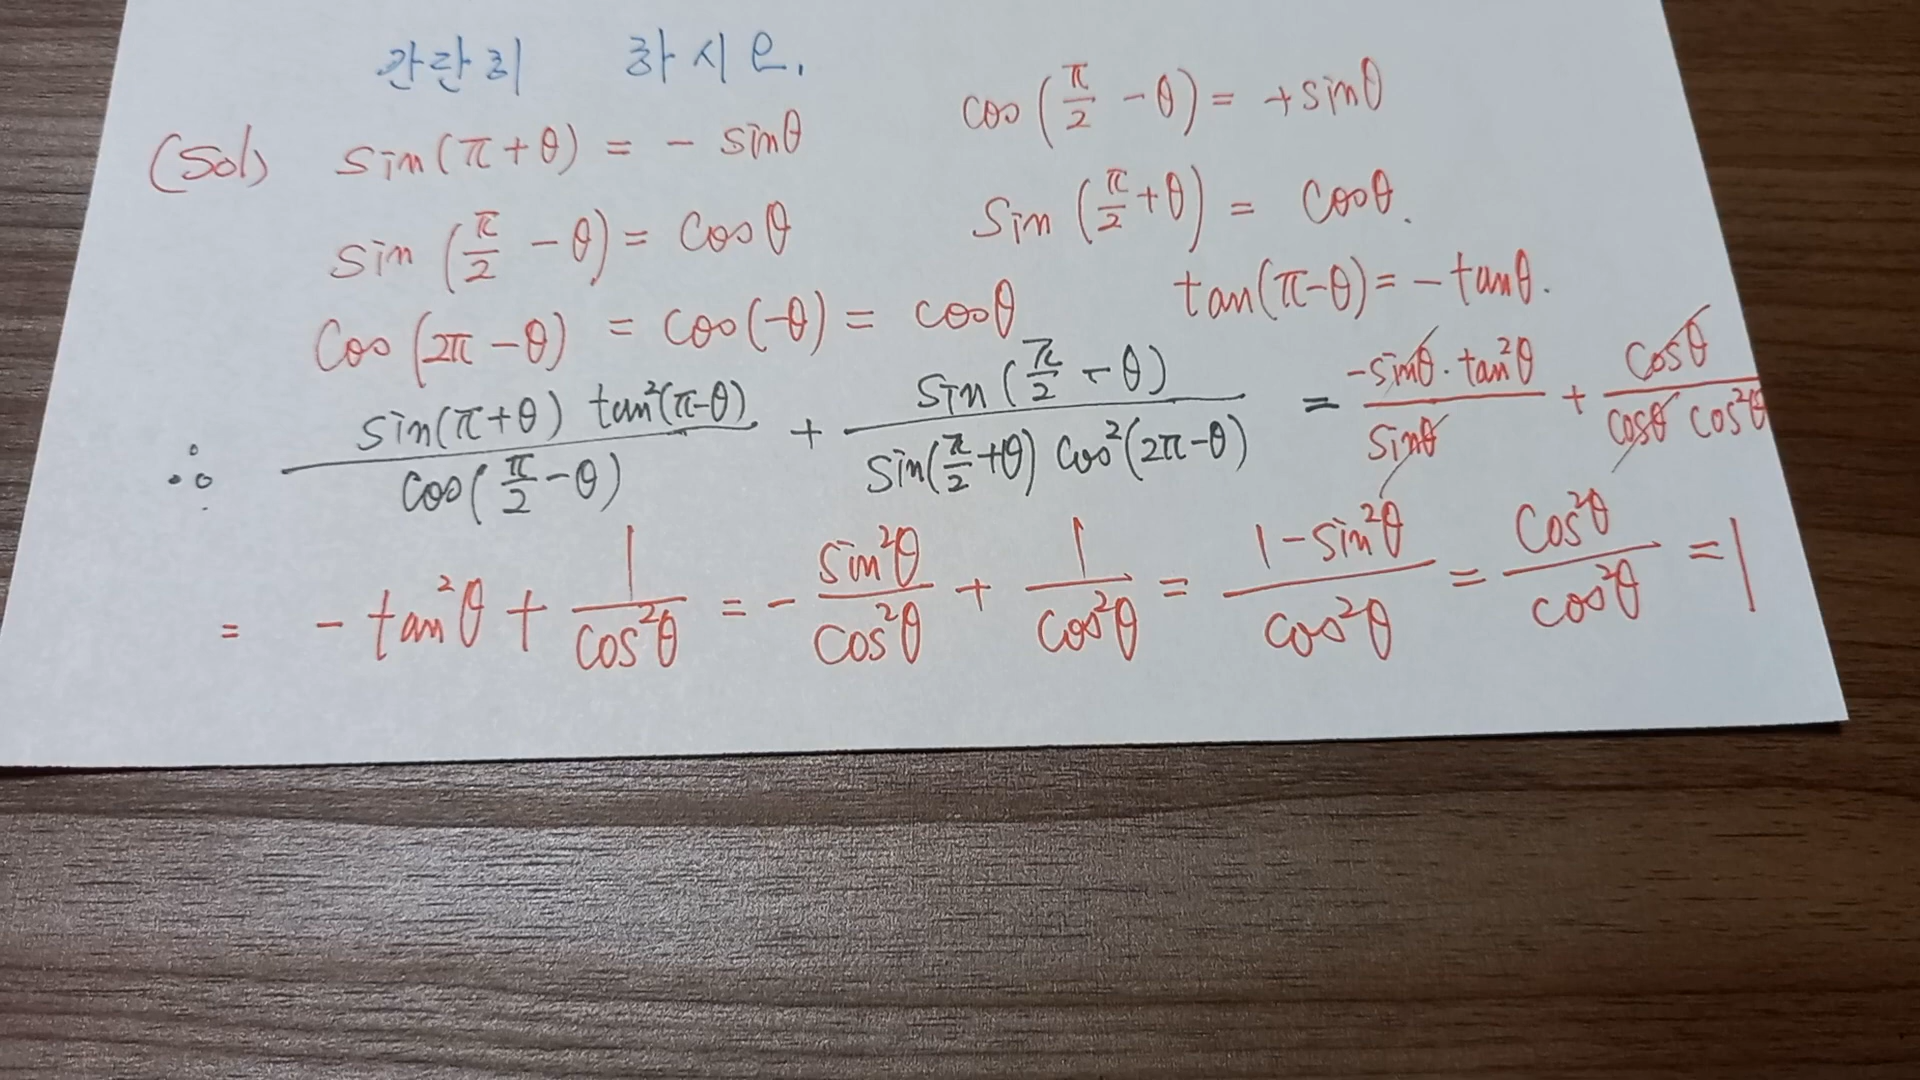 간단히 하시오.
(Sol) sin(π+θ) = - sinθ cos(π/2 - θ) = +sinθ
sin(π/2 - θ) = cosθ sin(π/2 + θ) = cosθ.
cos(2π - θ) = cos(-θ) = cosθ tan(π-θ) = - tanθ.
∴ sin(π+θ) tan²(π-θ) / cos(π/2 - θ) + sin(π/2 - θ) / sin(π/2 + θ) cos²(2π-θ) = -sinθ · tan²θ / sinθ + cosθ / cosθ cos²θ
= - tan²θ + 1/cos²θ = - sin²θ/cos²θ + 1/cos²θ = 1-sin²θ/cos²θ = cos²θ/cos²θ = 1